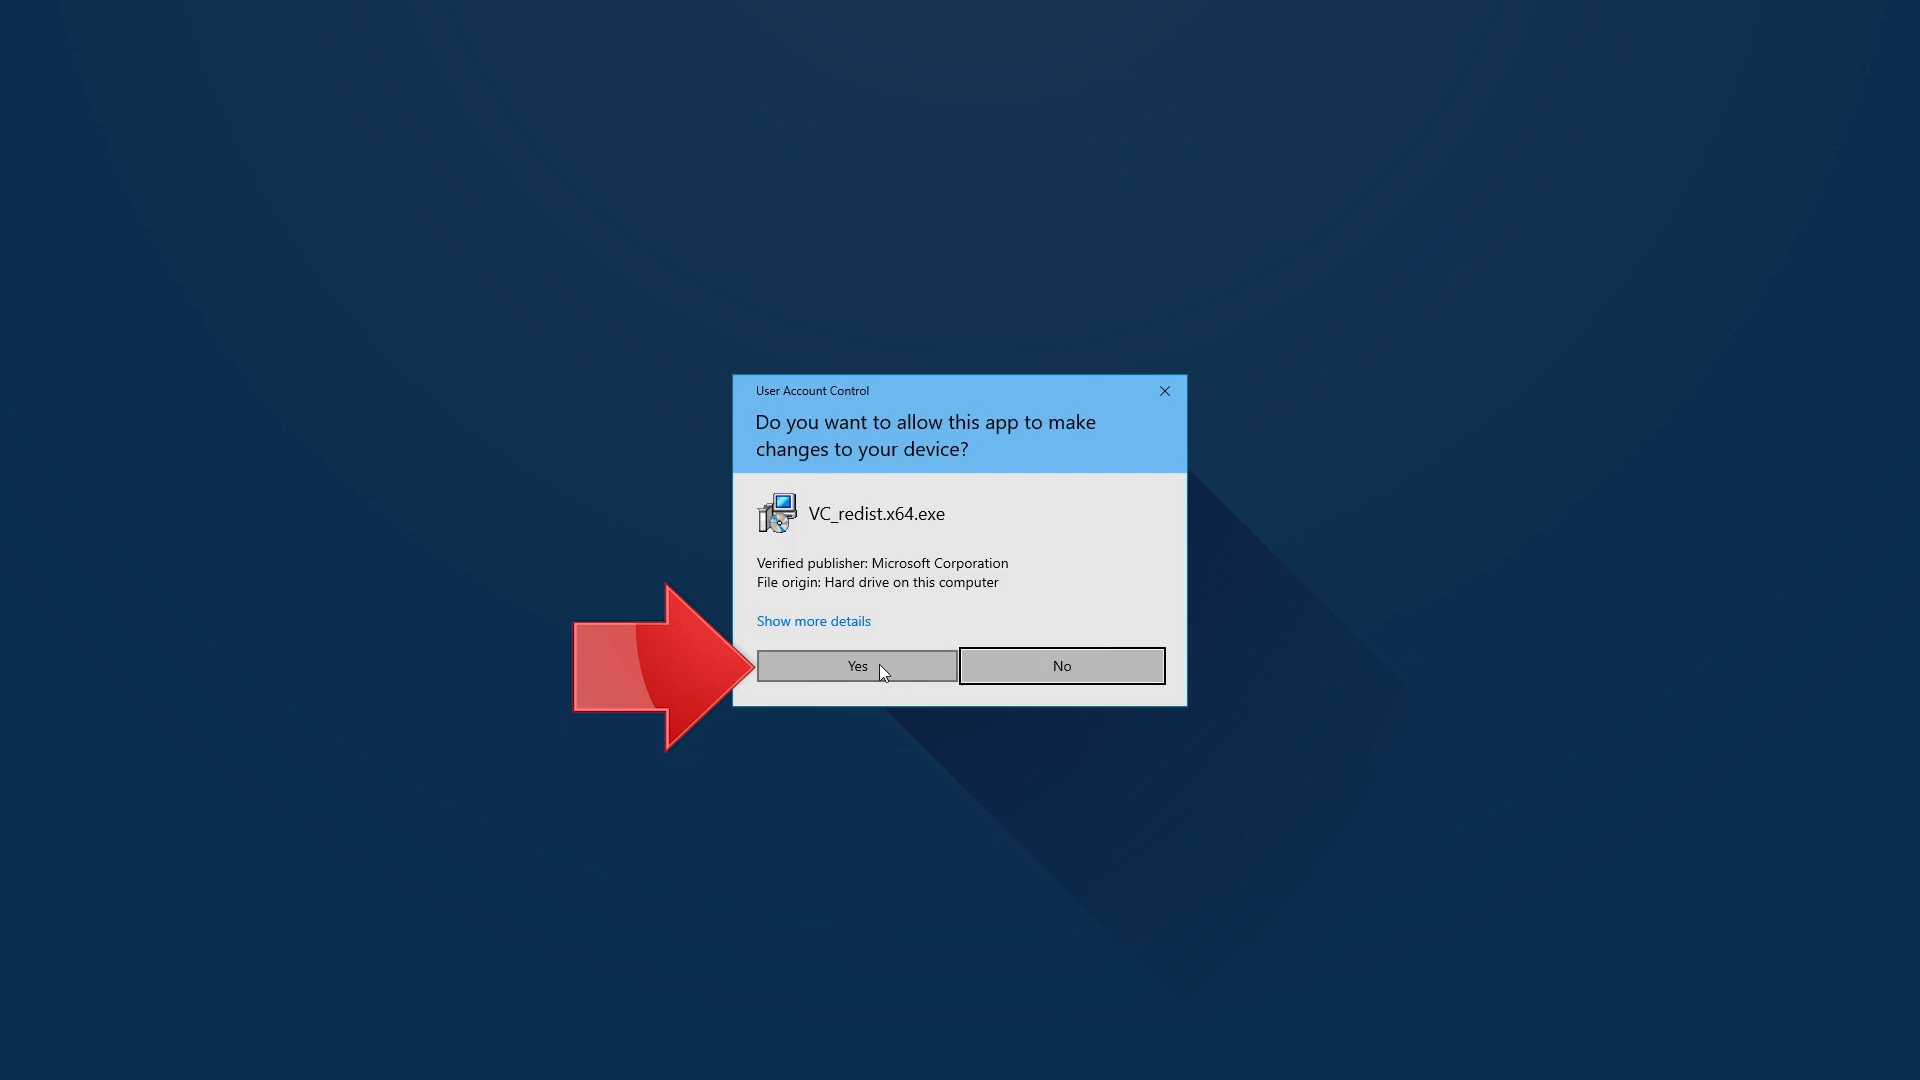 User Account Control
Do you want to allow this app to make
changes to your device?
VC_redist.x64.exe
Verified publisher: Microsoft Corporation
File origin: Hard drive on this computer
Show more details
Yes
No